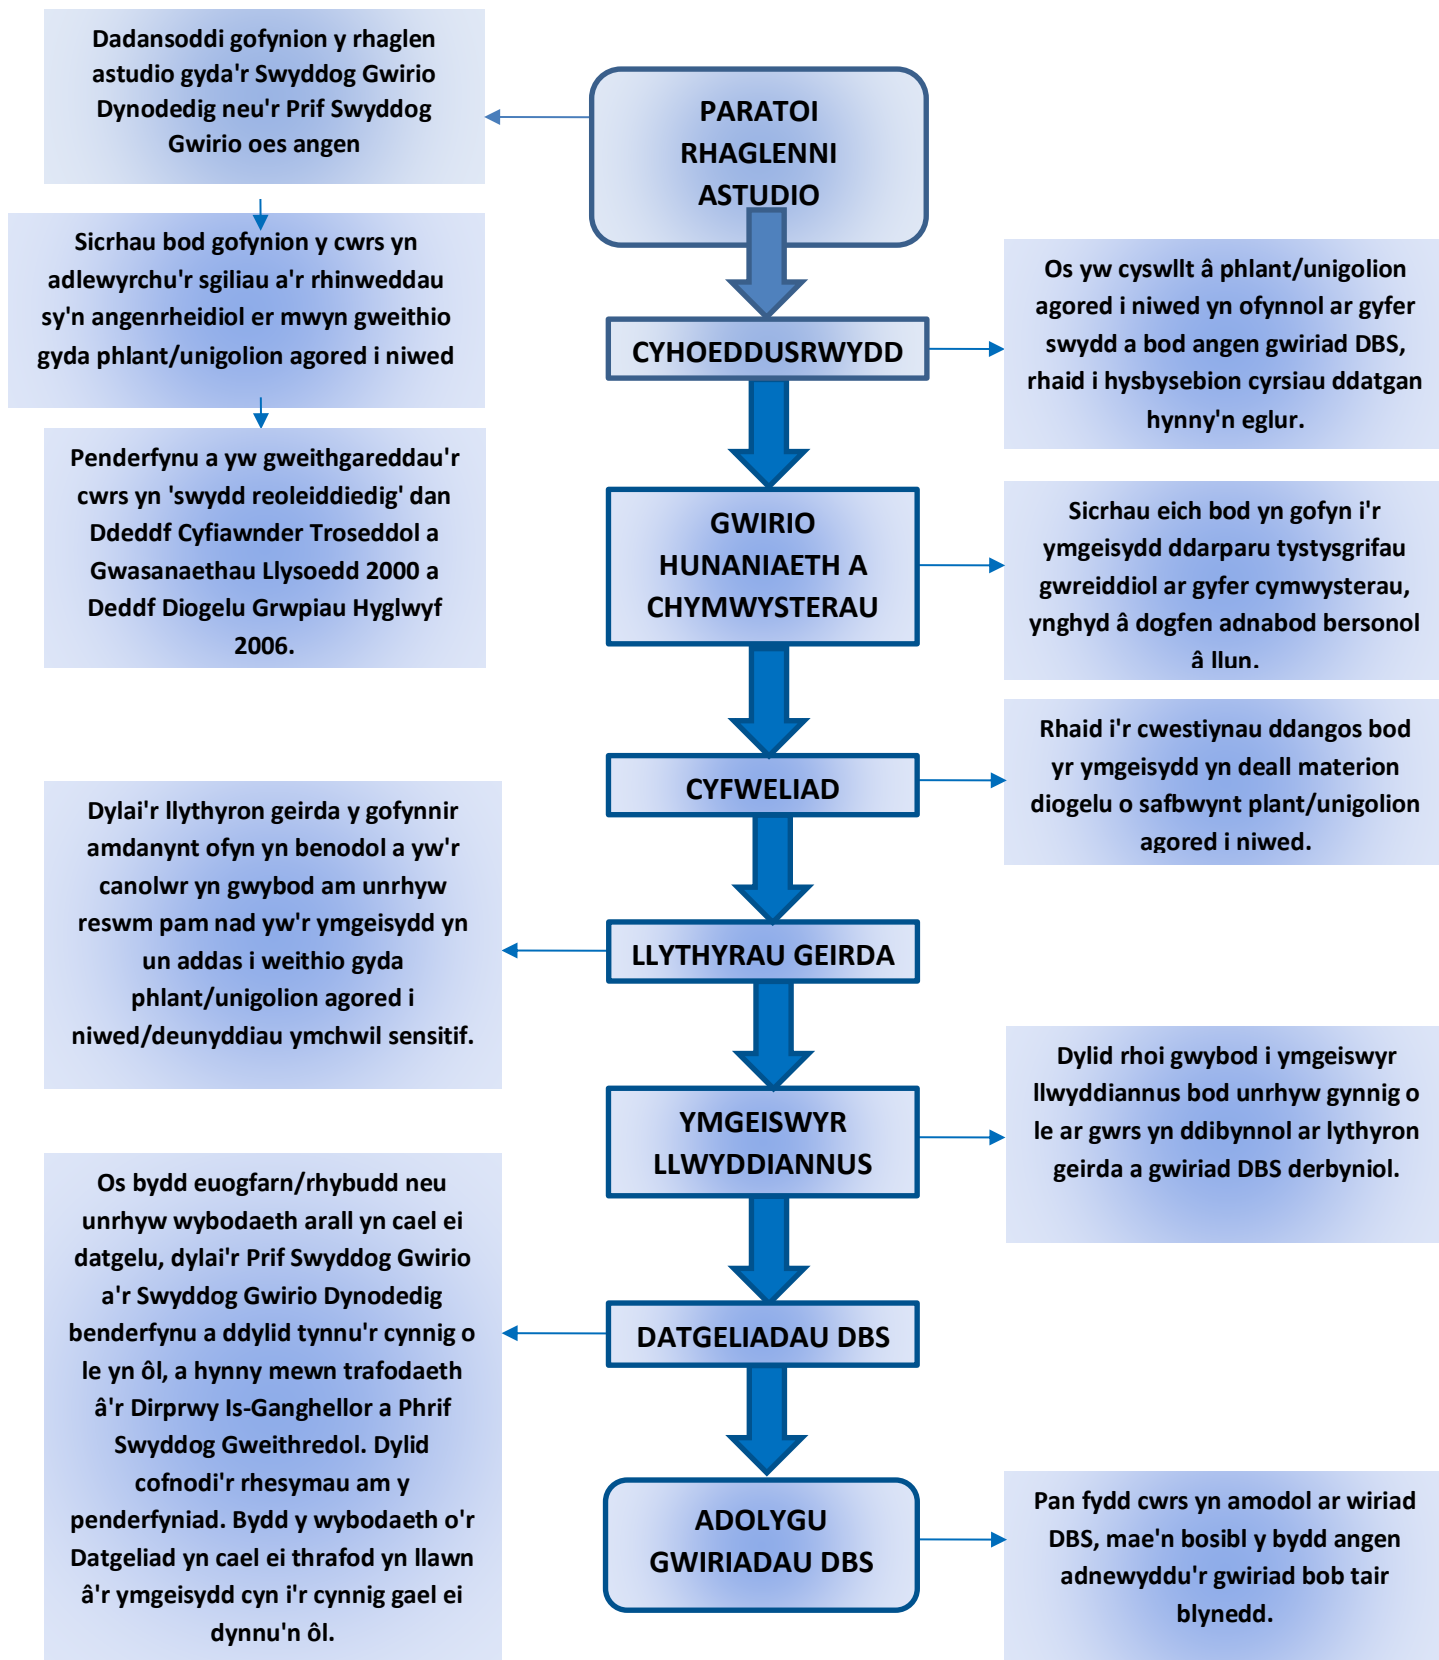 Dadansoddi gofynion y rhaglen
astudio gyda'r Swyddog Gwirio
Dynodedig neu'r Prif Swyddog
Gwirio oes angen
PARATOI
RHAGLENNI
ASTUDIO
Sicrhau bod gofynion y cwrs yn
adlewyrchu'r sgiliau a'r rhinweddau
sy'n angenrheidiol er mwyn gweithio
gyda phlant/unigolion agored i niwed
Penderfynu a yw gweithgareddau'r
cwrs yn 'swydd reoleiddiedig' dan
Ddeddf Cyfiawnder Troseddol a
Gwasanaethau Llysoedd 2000 a
Deddf Diogelu Grwpiau Hyglwyf
2006.
CYHOEDDUSRWYDD
Os yw cyswllt â phlant/unigolion
agored i niwed yn ofynnol ar gyfer
swydd a bod angen gwiriad DBS,
rhaid i hysbysebion cyrsiau ddatgan
hynny'n eglur.
GWIRIO
HUNANIAETH A
CHYMWYSTERAU
Sicrhau eich bod yn gofyn i'r
ymgeisydd ddarparu tystysgrifau
gwreiddiol ar gyfer cymwysterau,
ynghyd â dogfen adnabod bersonol
â llun.
CYFWELIAD
Rhaid i'r cwestiynau ddangos bod
yr ymgeisydd yn deall materion
diogelu o safbwynt plant/unigolion
agored i niwed.
LLYTHYRAU GEIRDA
Dylai'r llythyron geirda y gofynnir
amdanynt ofyn yn benodol a yw'r
canolwr yn gwybod am unrhyw
reswm pam nad yw'r ymgeisydd yn
un addas i weithio gyda
phlant/unigolion agored i
niwed/deunyddiau ymchwil sensitif.
YMGEISWYR
LLWYDDIANNUS
Dylid rhoi gwybod i ymgeiswyr
llwyddiannus bod unrhyw gynnig o
le ar gwrs yn ddibynnol ar lythyron
geirda a gwiriad DBS derbyniol.
DATGELIADAU DBS
Os bydd euogfarn/rhybudd neu
unrhyw wybodaeth arall yn cael ei
datgelu, dylai'r Prif Swyddog Gwirio
a'r Swyddog Gwirio Dynodedig
benderfynu a ddylid tynnu'r cynnig o
le yn ôl, a hynny mewn trafodaeth
â'r Dirprwy Is-Ganghellor a Phrif
Swyddog Gweithredol. Dylid
cofnodi'r rhesymau am y
penderfyniad. Bydd y wybodaeth o'r
Datgeliad yn cael ei thrafod yn llawn
â'r ymgeisydd cyn i'r cynnig gael ei
dynnu'n ôl.
ADOLYGU
GWIRIADAU DBS
Pan fydd cwrs yn amodol ar wiriad
DBS, mae'n bosibl y bydd angen
adnewyddu'r gwiriad bob tair
blynedd.